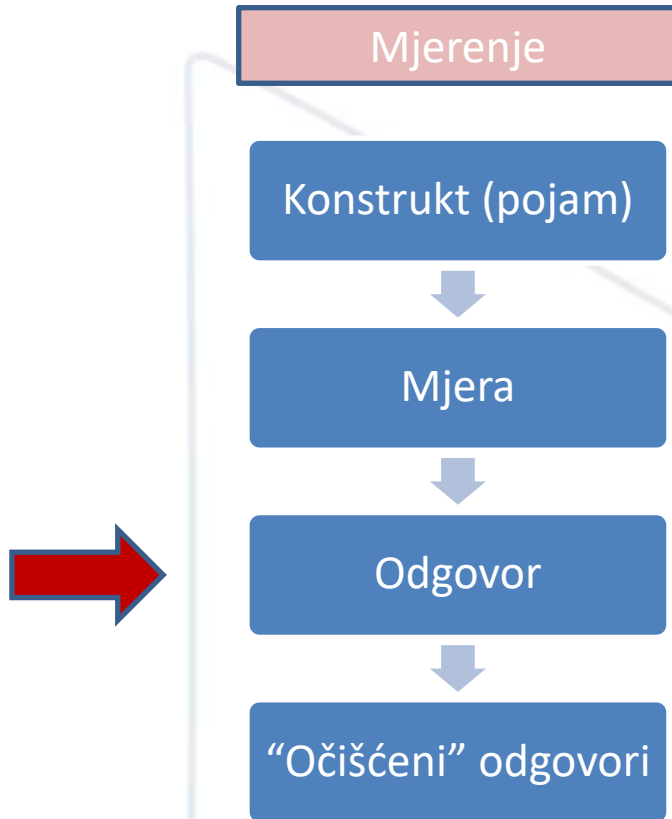 Mjerenje
Konstrukt (pojam)
Mjera
Odgovor
“Očišćeni” odgovori